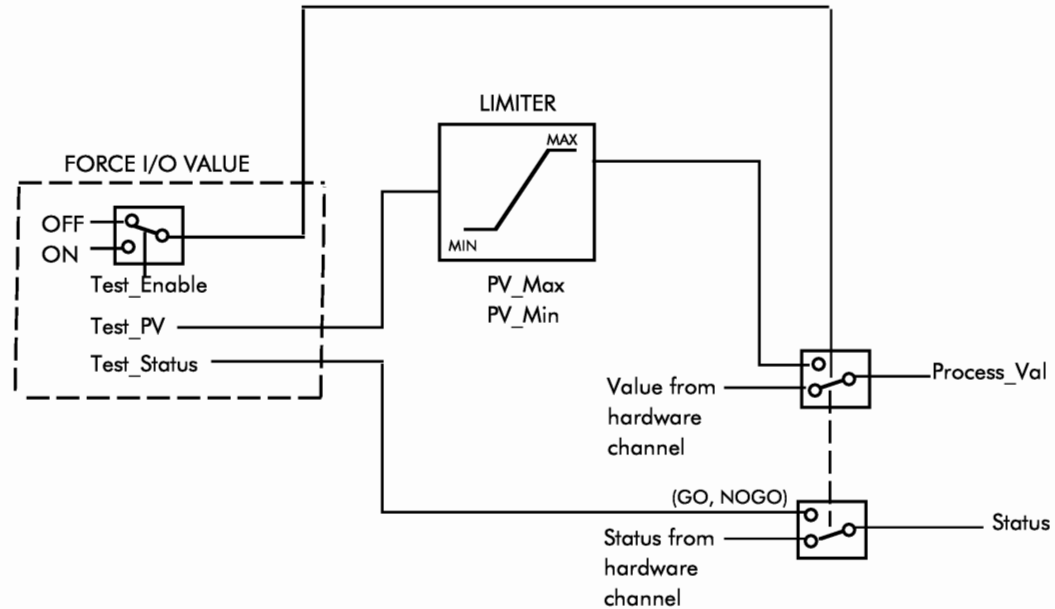 LIMITER
MAX
MIN
PV_Max
PV_Min
FORCE I/O VALUE
OFF
ON
Test_Enable
Test_PV
Test_Status
Value from
hardware
channel
Process_Val
(GO, NOGO)
Status from
hardware
channel
Status